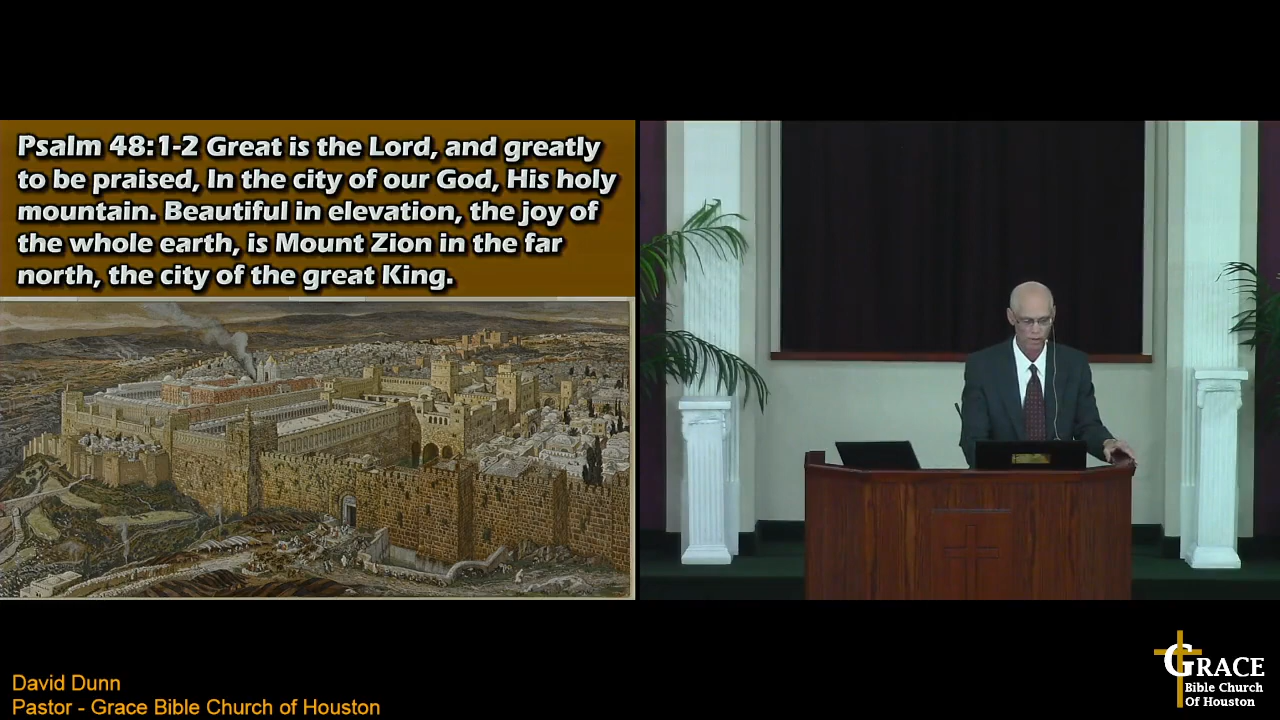 Psalm 48:1-2 Great is the Lord, and greatly
to be praised, In the city of our God, His holy
mountain. Beautiful in elevation, the joy of
the whole earth, is Mount Zion in the far
north, the city of the great King.
David Dunn
Pastor - Grace Bible Church of Houston
GRACE
Bible Church
Of Houston